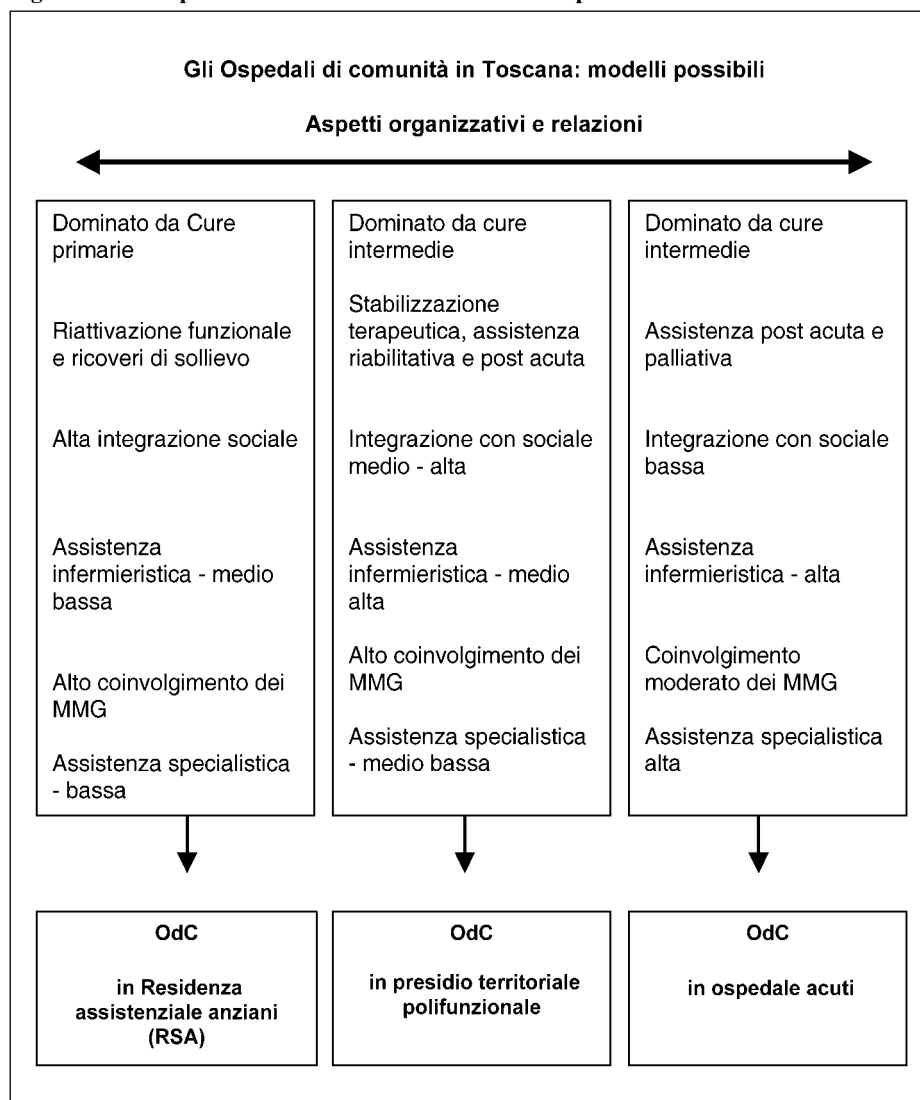 Gli Ospedali di comunità in Toscana: modelli possibili
Aspetti organizzativi e relazioni
Dominato da Cure
primarie
Riattivazione funzionale
e ricoveri di sollievo
Alta integrazione sociale
Assistenza
infermieristica - medio
bassa
Alto coinvolgimento dei
MMG
Assistenza specialistica
- bassa
Dominato da cure
intermedie
Stabilizzazione
terapeutica, assistenza
riabilitativa e post acuta
Integrazione con sociale
medio - alta
Assistenza
infermieristica - medio
alta
Alto coinvolgimento dei
MMG
Assistenza specialistica
- medio bassa
Dominato da cure
intermedie
Assistenza post acuta e
palliativa
Integrazione con sociale
bassa
Assistenza
infermieristica - alta
Coinvolgimento
moderato dei MMG
Assistenza specialistica
alta
OdC
in Residenza
assistenziale anziani
(RSA)
OdC
in presidio territoriale
polifunzionale
OdC
in ospedale acuti